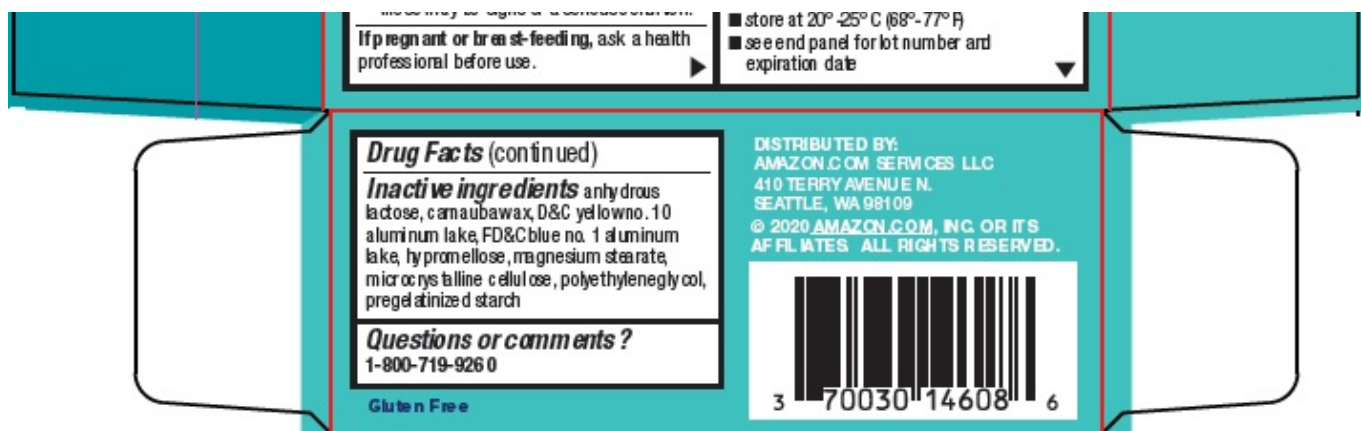 If pregnant or breast-feeding, ask a health
professional before use.
■ store at 20°-25°C (68°-77°F)
■ see end panel for lot number and
expiration date
Drug Facts (continued)
Inactive ingredients anhydrous
lactose, carnauba wax, D&C yellow no. 10
aluminum lake, FD&C blue no. 1 aluminum
lake, hypromellose, magnesium stearate,
microcrystalline cellulose, polyethylene glycol,
pregelatinized starch
Questions or comments?
1-800-719-9260
Gluten Free
DISTRIBUTED BY:
AMAZON.COM SERVICES LLC
410 TERRY AVENUE N.
SEATTLE, WA 98109
© 2020 AMAZON.COM, INC. OR ITS
AFFILIATES. ALL RIGHTS RESERVED.
3 70030 14608 6